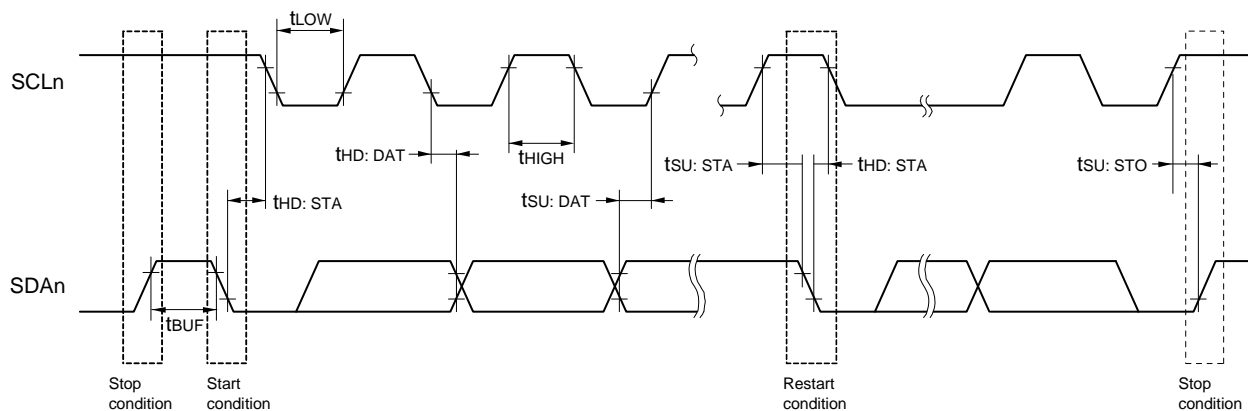 tLOW
SCLn
tHD: DAT
tHIGH
tSU: STA
tHD: STA
tSU: STO
tHD: STA
tSU: DAT
SDAn
tBUF
Stop
condition
Start
condition
Restart
condition
Stop
condition